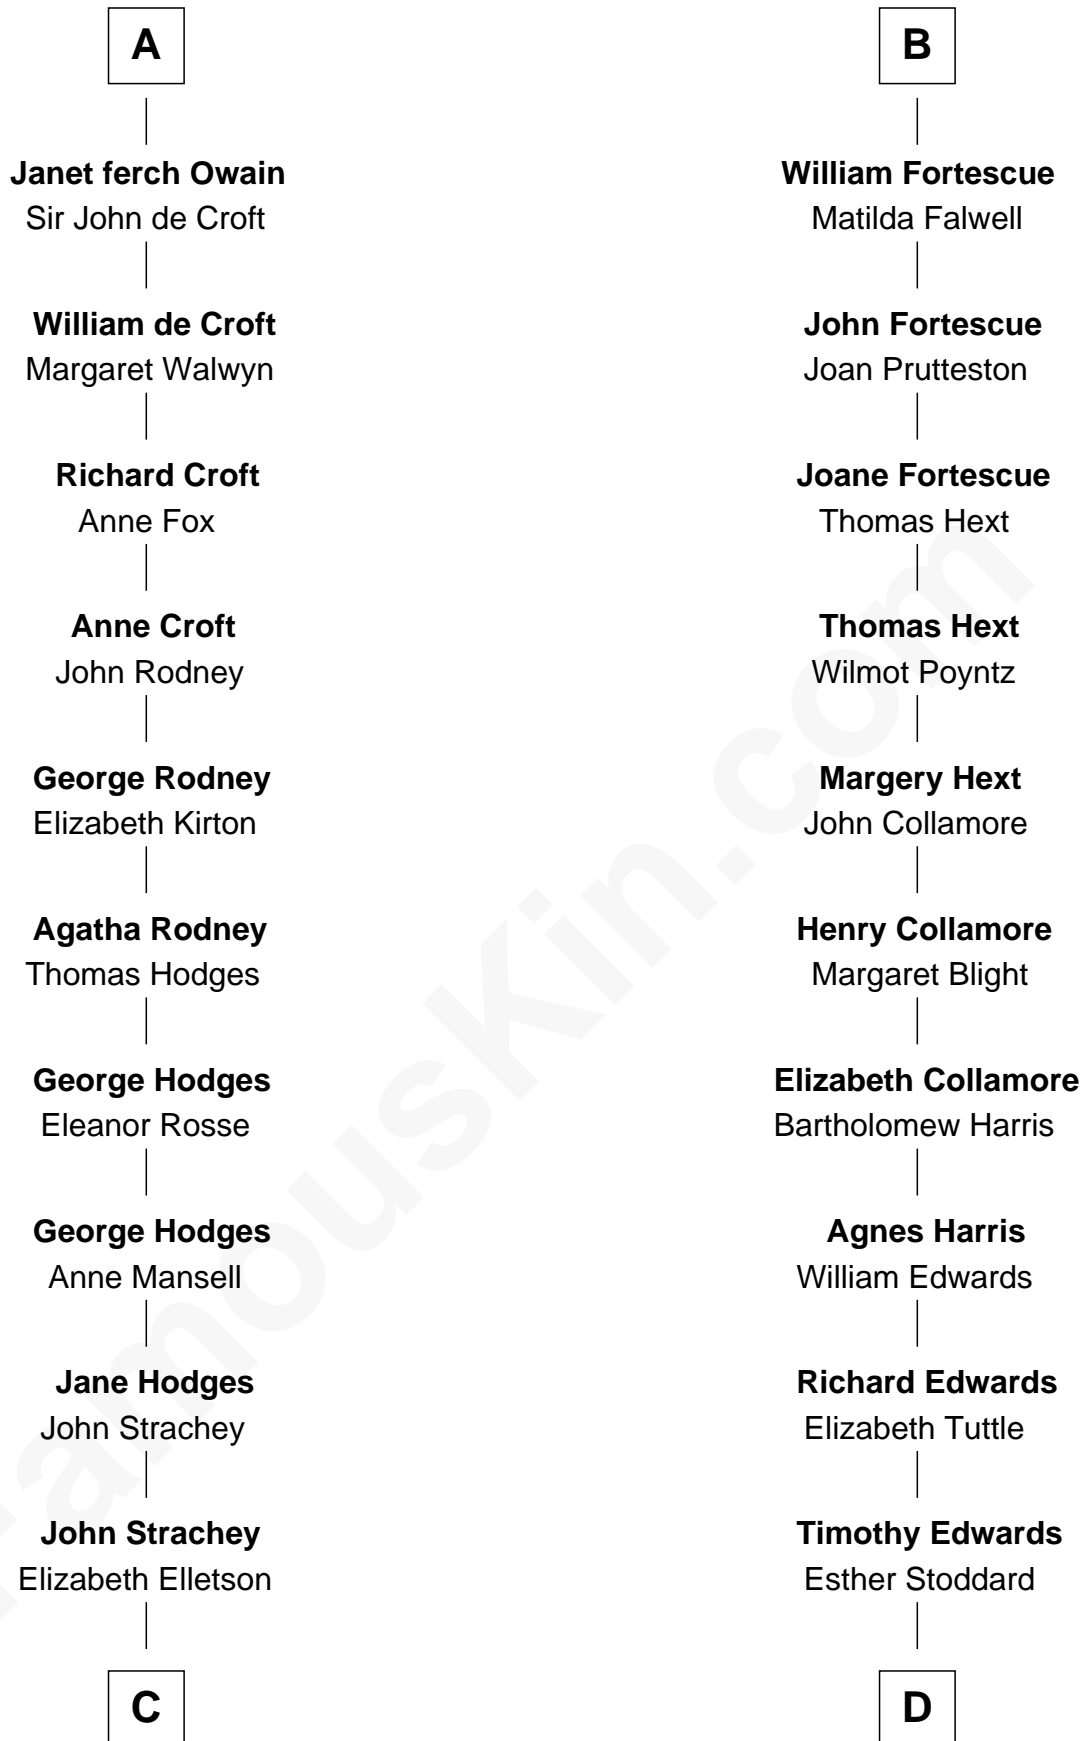 A
Janet ferch Owain
Sir John de Croft
William de Croft
Margaret Walwyn
Richard Croft
Anne Fox
Anne Croft
John Rodney
George Rodney
Elizabeth Kirton
Agatha Rodney
Thomas Hodges
George Hodges
Eleanor Rosse
George Hodges
Anne Mansell
Jane Hodges
John Strachey
John Strachey
Elizabeth Elletson
C
B
William Fortescue
Matilda Falwell
John Fortescue
Joan Prutteston
Joane Fortescue
Thomas Hext
Thomas Hext
Wilmot Poyntz
Margery Hext
John Collamore
Henry Collamore
Margaret Blight
Elizabeth Collamore
Bartholomew Harris
Agnes Harris
William Edwards
Richard Edwards
Elizabeth Tuttle
Timothy Edwards
Esther Stoddard
D
FamousKin.com